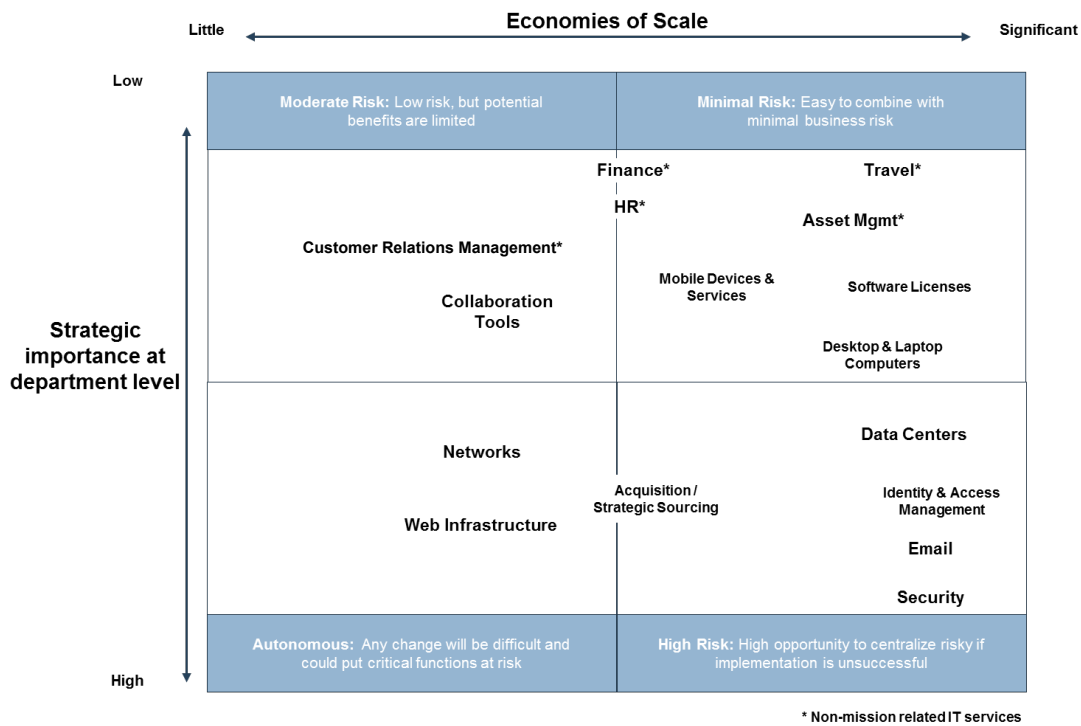 Economies of Scale
Little
Significant
Low
Moderate Risk: Low risk, but potential
benefits are limited
Minimal Risk: Easy to combine with
minimal business risk
Finance*
Travel*
HR*
Asset Mgmt*
Customer Relations Management*
Mobile Devices &
Services
Software Licenses
Collaboration
Tools
Strategic
importance at
department level
Desktop & Laptop
Computers
Networks
Data Centers
Acquisition /
Strategic Sourcing
Identity & Access
Management
Web Infrastructure
Email
Security
Autonomous: Any change will be difficult and
could put critical functions at risk
High Risk: High opportunity to centralize risky if
implementation is unsuccessful
High
* Non-mission related IT services